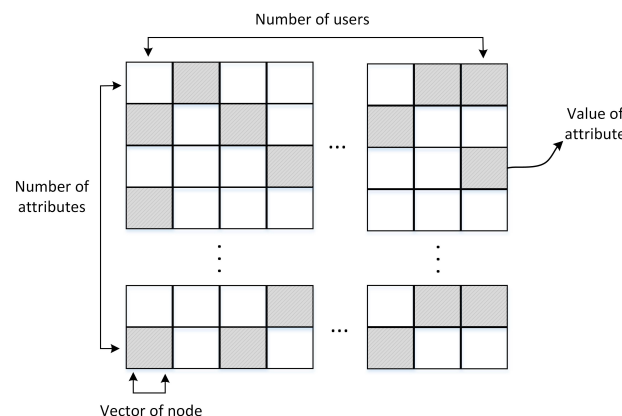 Number of users
Value of
attribute
Number of
attributes
...
...
Vector of node